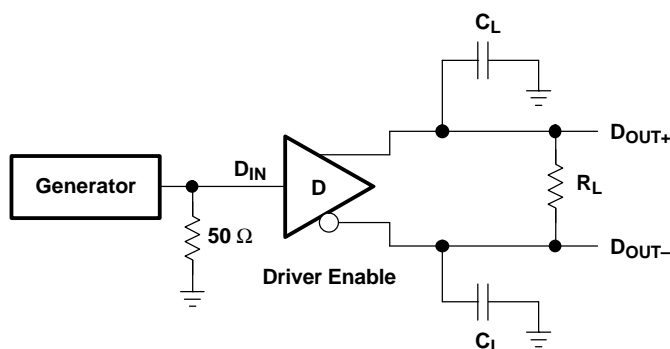 CL
DOUT+
Generator
DIN
D
RL
50 Ω
DOUT–
Driver Enable
CL